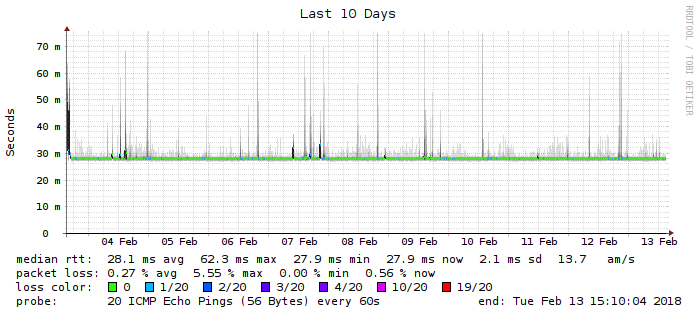 Last 10 Days
RRDTOOL / TOBI OETIKER
Seconds
70 m
60 m
50 m
40 m
30 m
20 m
10 m
0
04 Feb 05 Feb 06 Feb 07 Feb 08 Feb 09 Feb 10 Feb 11 Feb 12 Feb 13 Feb
median rtt: 28.1 ms avg 62.3 ms max 27.9 ms min 27.9 ms now 2.1 ms sd 13.7 am/s
packet loss: 0.27 % avg 5.55 % max 0.00 % min 0.56 % now
loss color: 0 1/20 2/20 3/20 4/20 10/20 19/20
probe: 20 ICMP Echo Pings (56 Bytes) every 60s end: Tue Feb 13 15:10:04 2018